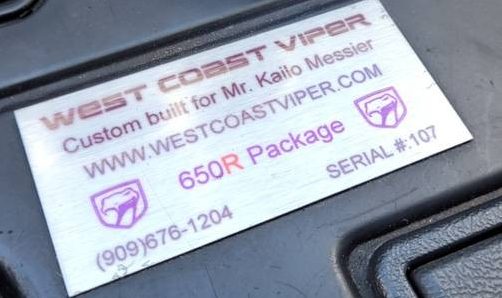 WEST COAST VIPER
Custom built for Mr. Kailo Messier
WWW.WESTCOASTVIPER.COM
650R Package
(909)676-1204
SERIAL #:107